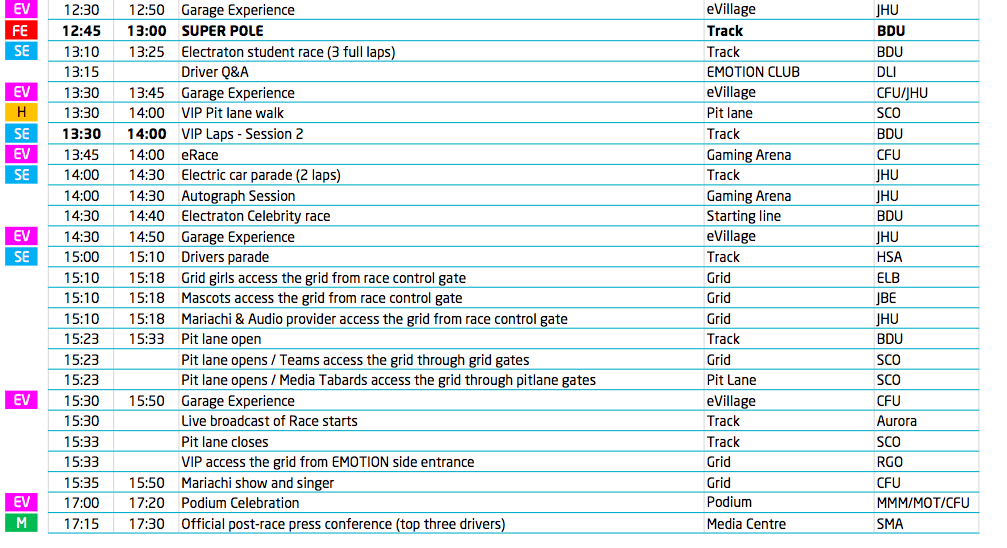 EV 12:30 12:50 Garage Experience eVillage JHU
FE 12:45 13:00 SUPER POLE Track BDU
SE 13:10 13:25 Electraton student race (3 full laps) Track BDU
13:15 Driver Q&A EMOTION CLUB DLI
EV 13:30 13:45 Garage Experience eVillage CFU/JHU
H 13:30 14:00 VIP Pit lane walk Pit lane SCO
SE 13:30 14:00 VIP Laps - Session 2 Track BDU
EV 13:45 14:00 eRace Gaming Arena CFU
SE 14:00 14:30 Electric car parade (2 laps) Track JHU
14:00 14:30 Autograph Session Gaming Arena JHU
14:30 14:40 Electraton Celebrity race Starting line BDU
EV 14:30 14:50 Garage Experience eVillage JHU
SE 15:00 15:10 Drivers parade Track HSA
15:10 15:18 Grid girls access the grid from race control gate Grid ELB
15:10 15:18 Mascots access the grid from race control gate Grid JBE
15:10 15:18 Mariachi & Audio provider access the grid from race control gate Grid JHU
15:23 15:33 Pit lane open Track BDU
15:23 Pit lane opens / Teams access the grid through grid gates Grid SCO
15:23 Pit lane opens / Media Tabards access the grid through pitlane gates Pit Lane SCO
EV 15:30 15:50 Garage Experience eVillage CFU
15:30 Live broadcast of Race starts Track Aurora
15:33 Pit lane closes Track SCO
15:33 VIP access the grid from EMOTION side entrance Grid RGO
15:35 15:50 Mariachi show and singer Grid CFU
EV 17:00 17:20 Podium Celebration Podium MMM/MOT/CFU
M 17:15 17:30 Official post-race press conference (top three drivers) Media Centre SMA